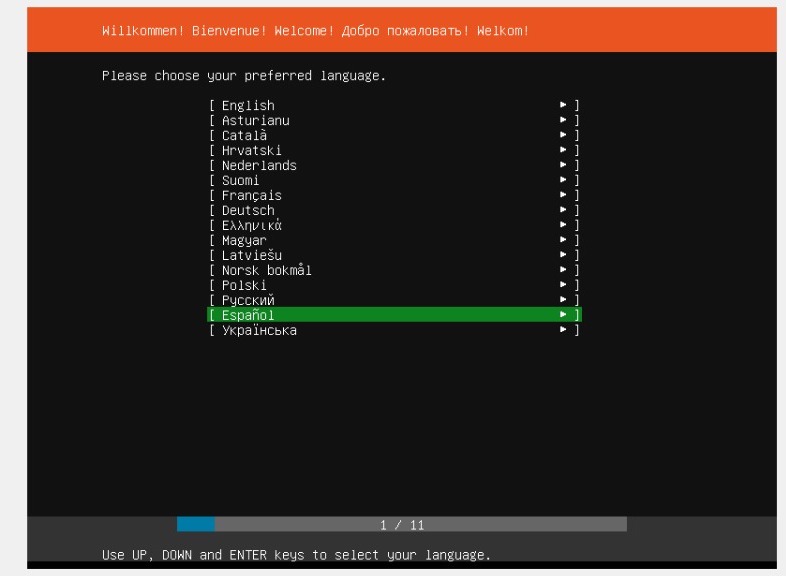 Willkommen! Bienvenue! Welcome! Добро пожаловать! Welkom!
Please choose your preferred language.
[ English ► ]
[ Asturianu ► ]
[ Català ► ]
[ Hrvatski ► ]
[ Nederlands ► ]
[ Suomi ► ]
[ Français ► ]
[ Deutsch ► ]
[ Ελληνικά ► ]
[ Magyar ► ]
[ Latviešu ► ]
[ Norsk bokmål ► ]
[ Polski ► ]
[ Русский ► ]
[ Español ► ]
[ Українська ► ]
1 / 11
Use UP, DOWN and ENTER keys to select your language.